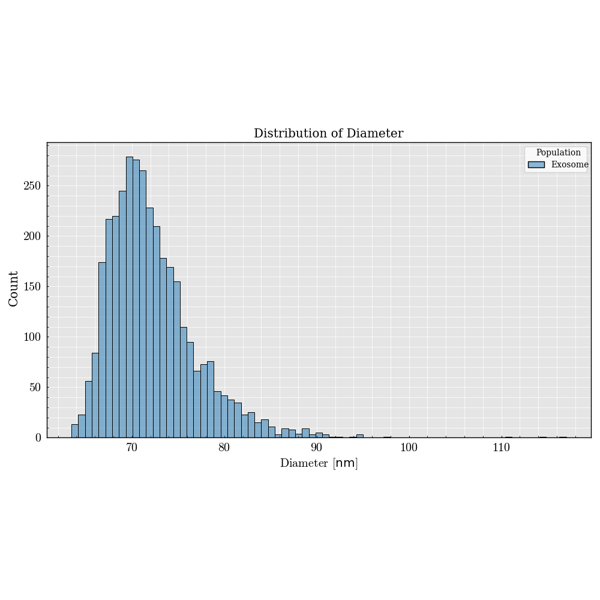 Distribution of Diameter
Population
Exosome
250
200
150
100
50
0
Count
70 80 90 100 110
Diameter [nm]